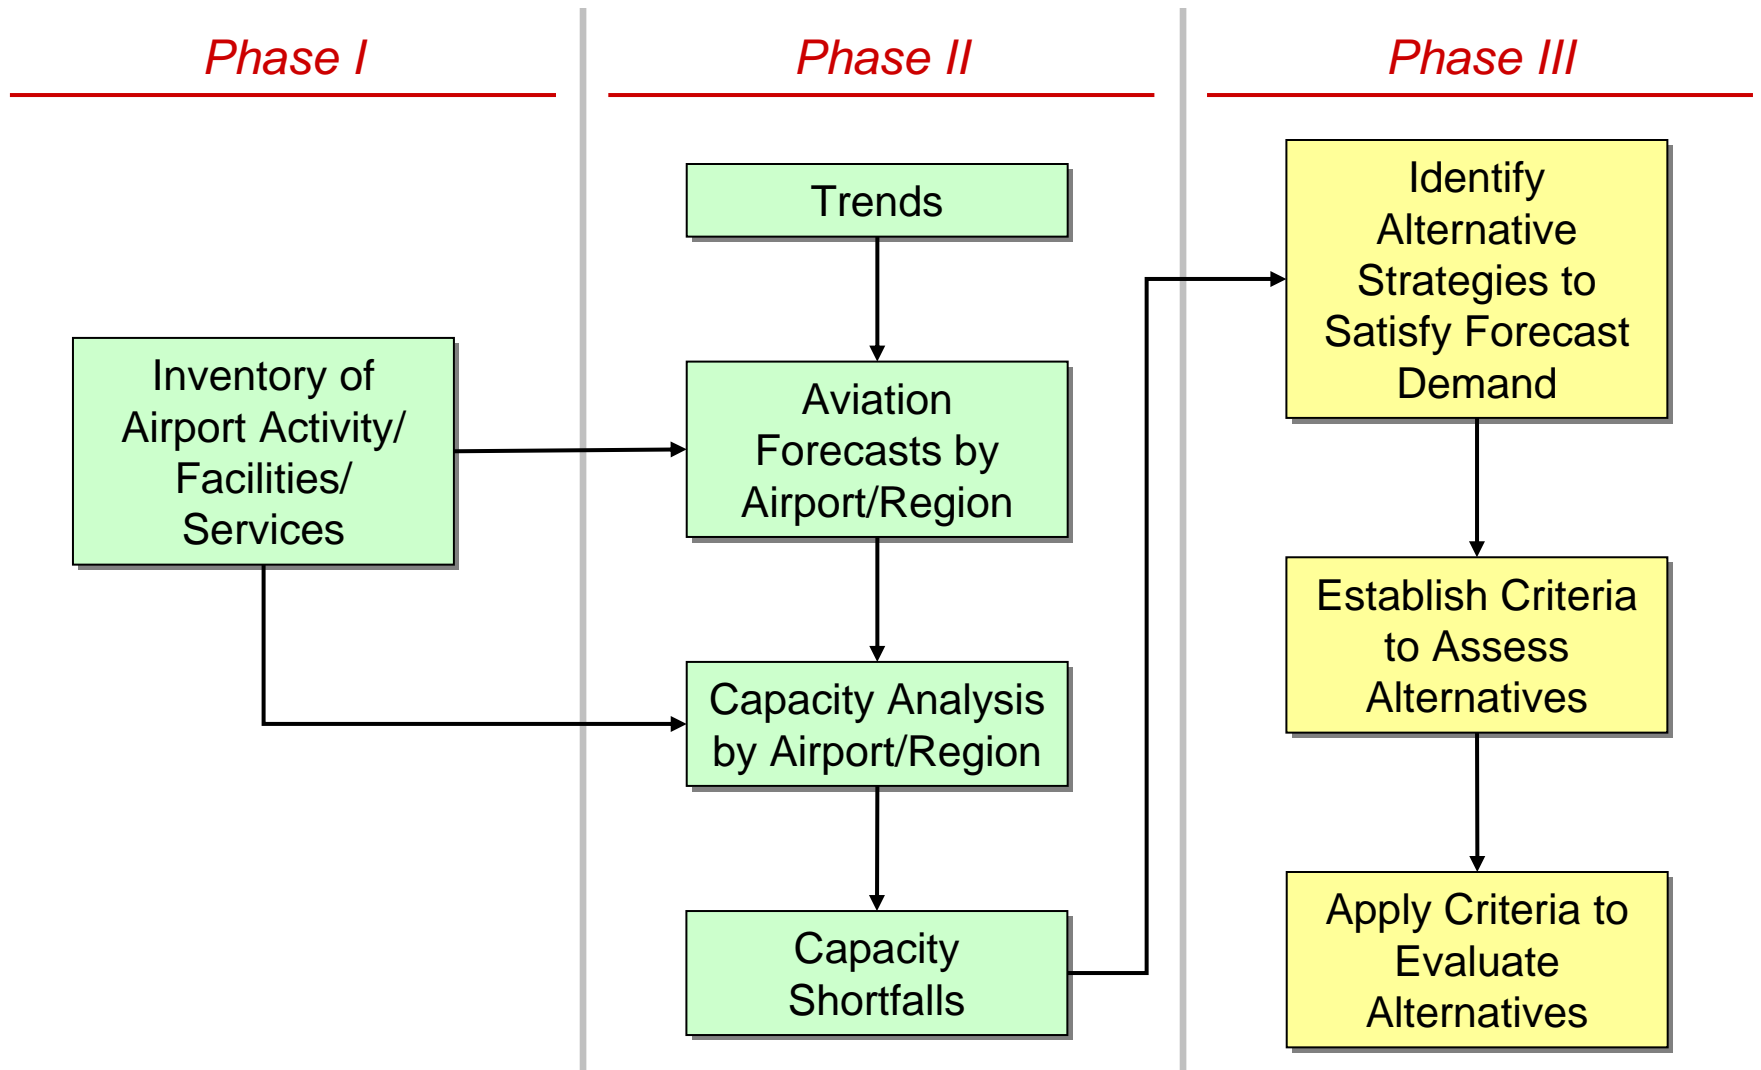 Phase I
Phase II
Phase III
Inventory of
Airport Activity/
Facilities/
Services
Trends
Aviation
Forecasts by
Airport/Region
Capacity Analysis
by Airport/Region
Capacity
Shortfalls
Identify
Alternative
Strategies to
Satisfy Forecast
Demand
Establish Criteria
to Assess
Alternatives
Apply Criteria to
Evaluate
Alternatives